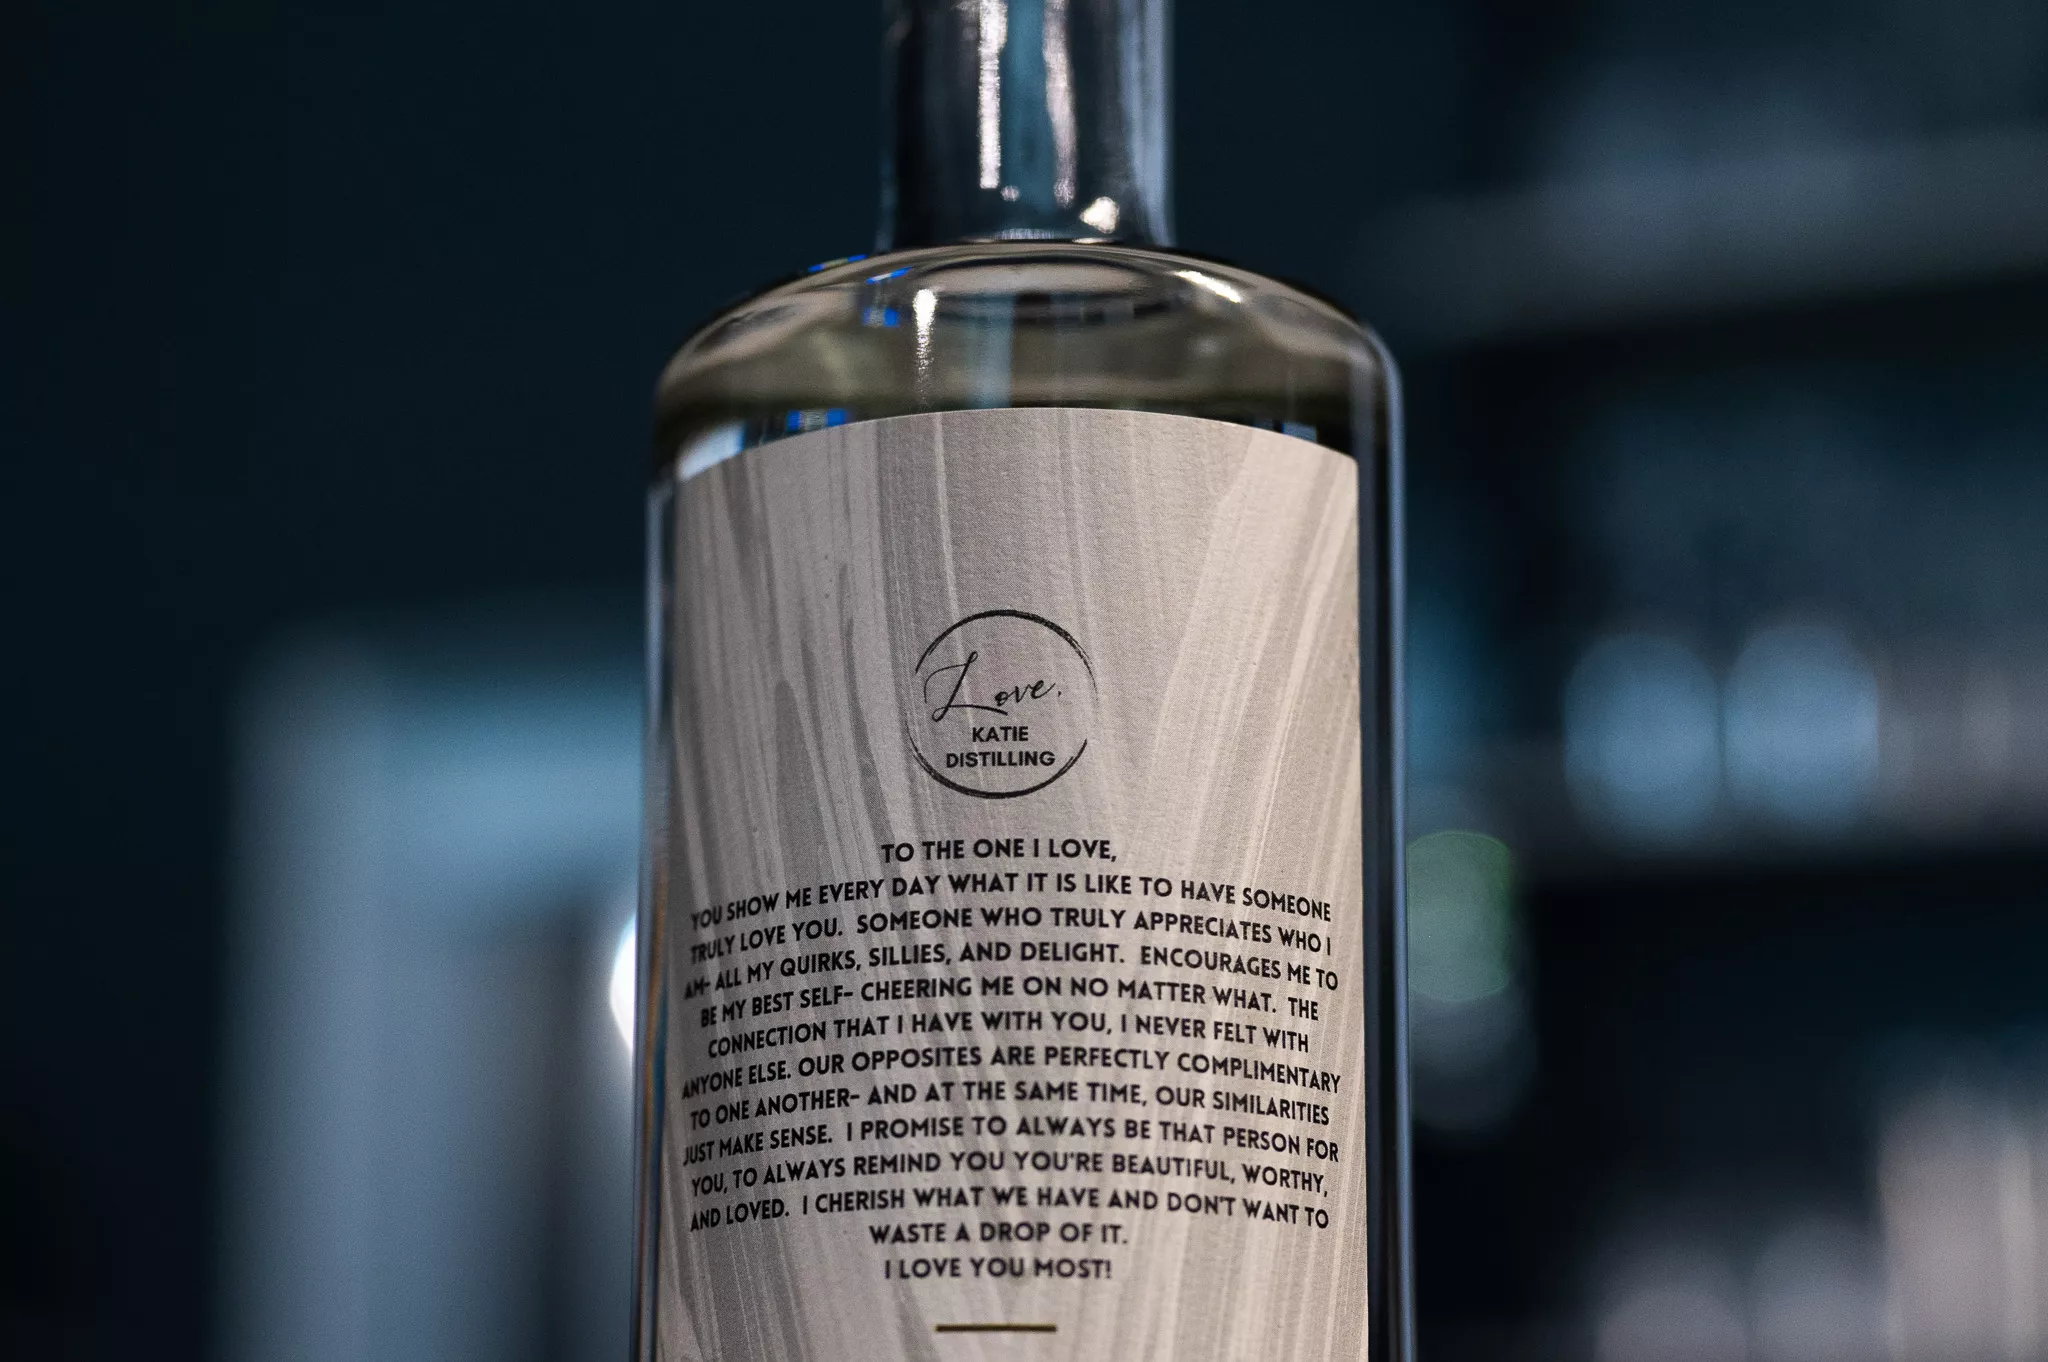 Love,
KATIE
DISTILLING
TO THE ONE I LOVE,
YOU SHOW ME EVERY DAY WHAT IT IS LIKE TO HAVE SOMEONE
TRULY LOVE YOU. SOMEONE WHO TRULY APPRECIATES WHO I
AM- ALL MY QUIRKS, SILLIES, AND DELIGHT. ENCOURAGES ME TO
BE MY BEST SELF- CHEERING ME ON NO MATTER WHAT. THE
CONNECTION THAT I HAVE WITH YOU, I NEVER FELT WITH
ANYONE ELSE. OUR OPPOSITES ARE PERFECTLY COMPLIMENTARY
TO ONE ANOTHER- AND AT THE SAME TIME, OUR SIMILARITIES
JUST MAKE SENSE. I PROMISE TO ALWAYS BE THAT PERSON FOR
YOU, TO ALWAYS REMIND YOU YOU'RE BEAUTIFUL, WORTHY,
AND LOVED. I CHERISH WHAT WE HAVE AND DON'T WANT TO
WASTE A DROP OF IT.
I LOVE YOU MOST!